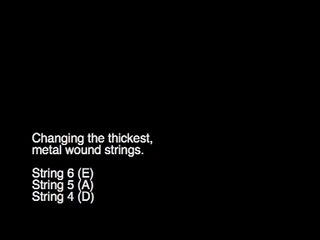 Changing the thickest,
metal wound strings.
String 6 (E)
String 5 (A)
String 4 (D)